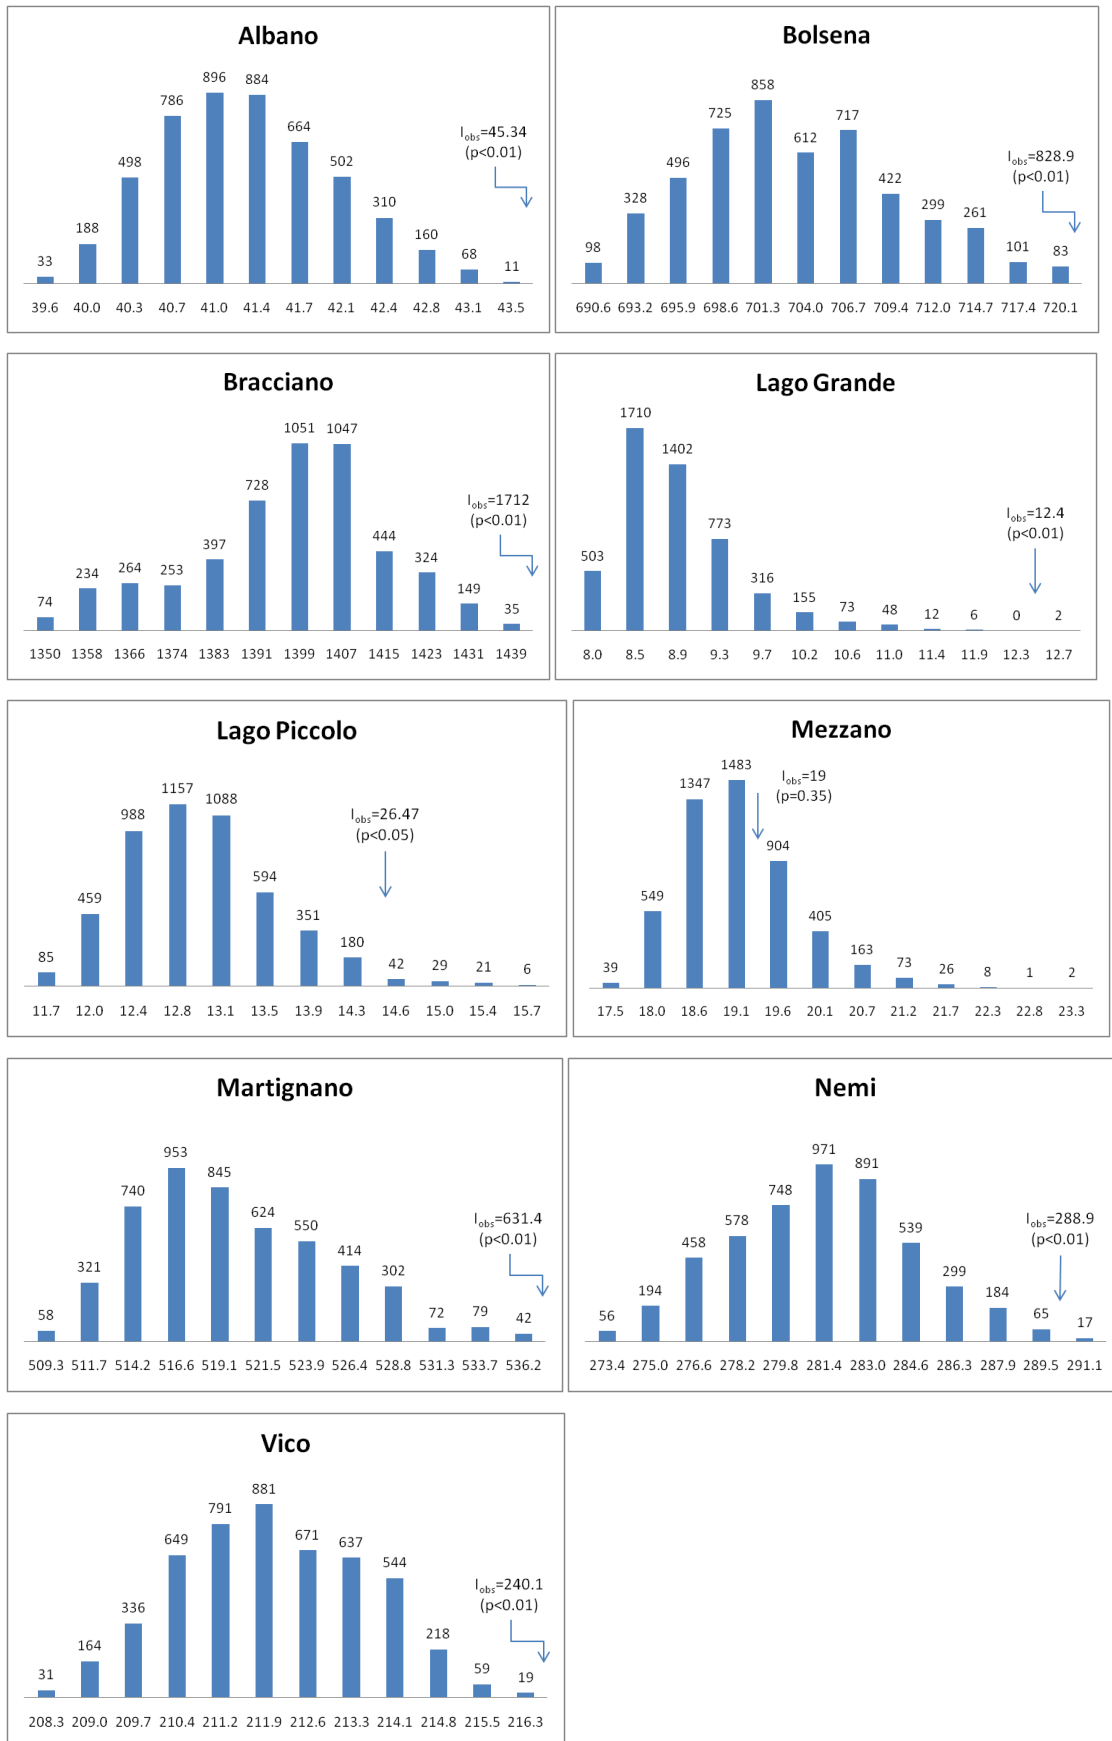 Albano
33 188 498 786 896 884 664 502 310 160 68 11
I obs=45.34
(p<0.01)
39.6 40.0 40.3 40.7 41.0 41.4 41.7 42.1 42.4 42.8 43.1 43.5
Bolsena
98 328 496 725 858 612 717 422 299 261 101 83
I obs=828.9
(p<0.01)
690.6 693.2 695.9 698.6 701.3 704.0 706.7 709.4 712.0 714.7 717.4 720.1
Bracciano
74 234 264 253 397 728 1051 1047 444 324 149 35
I obs=1712
(p<0.01)
1350 1358 1366 1374 1383 1391 1399 1407 1415 1423 1431 1439
Lago Grande
503 1710 1402 773 316 155 73 48 12 6 0 2
I obs=12.4
(p<0.01)
8.0 8.5 8.9 9.3 9.7 10.2 10.6 11.0 11.4 11.9 12.3 12.7
Lago Piccolo
85 459 988 1157 1088 594 351 180 42 29 21 6
I obs=26.47
(p<0.05)
11.7 12.0 12.4 12.8 13.1 13.5 13.9 14.3 14.6 15.0 15.4 15.7
Mezzano
39 549 1347 1483 904 405 163 73 26 8 1 2
I obs=19
(p=0.35)
17.5 18.0 18.6 19.1 19.6 20.1 20.7 21.2 21.7 22.3 22.8 23.3
Martignano
58 321 740 953 845 624 550 414 302 72 79 42
I obs=631.4
(p<0.01)
509.3 511.7 514.2 516.6 519.1 521.5 523.9 526.4 528.8 531.3 533.7 536.2
Nemi
56 194 458 578 748 971 891 539 299 184 65 17
I obs=288.9
(p<0.01)
273.4 275.0 276.6 278.2 279.8 281.4 283.0 284.6 286.3 287.9 289.5 291.1
Vico
31 164 336 649 791 881 671 637 544 218 59 19
I obs=240.1
(p<0.01)
208.3 209.0 209.7 210.4 211.2 211.9 212.6 213.3 214.1 214.8 215.5 216.3